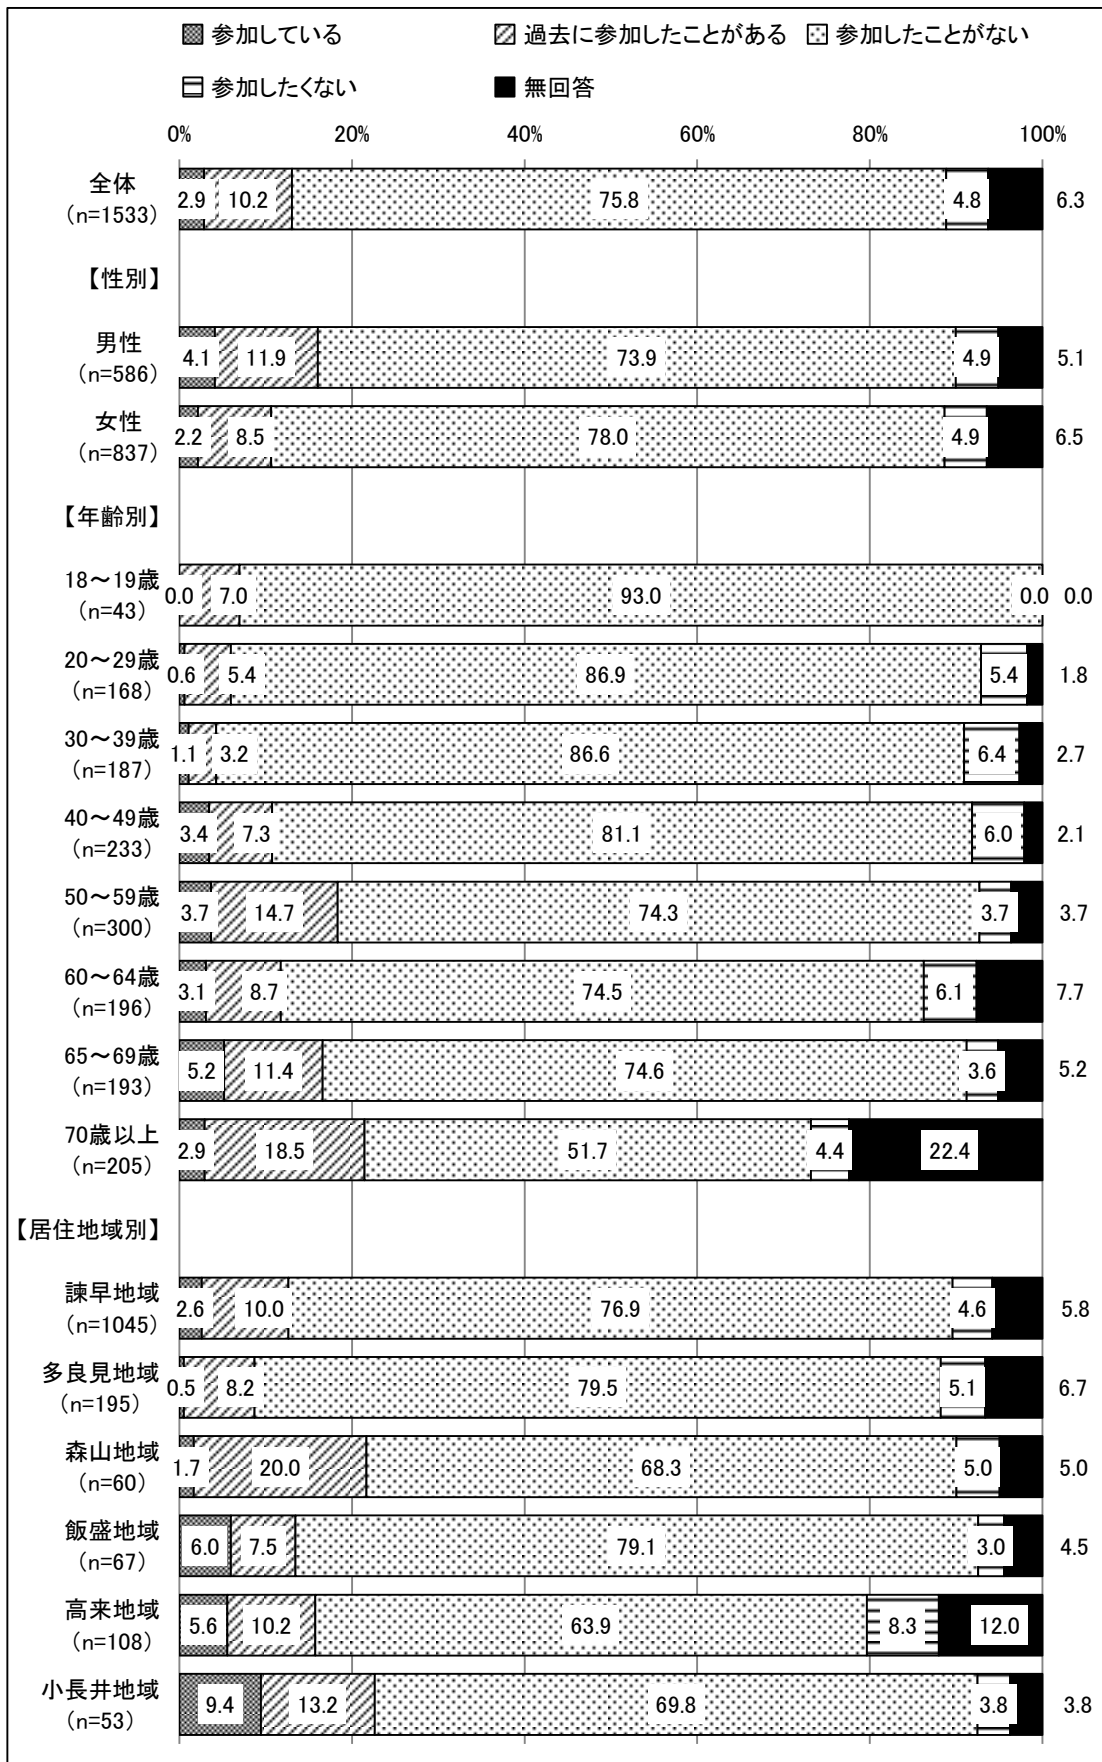 参加している 過去に参加したことがある 参加したことがない
参加したくない 無回答
0% 20% 40% 60% 80% 100%
全体
(n=1533)
2.9 10.2 75.8 4.8 6.3
【性別】
男性
(n=586)
4.1 11.9 73.9 4.9 5.1
女性
(n=837)
2.2 8.5 78.0 4.9 6.5
【年齢別】
18～19歳
(n=43)
0.0 7.0 93.0 0.0 0.0
20～29歳
(n=168)
0.6 5.4 86.9 5.4 1.8
30～39歳
(n=187)
1.1 3.2 86.6 6.4 2.7
40～49歳
(n=233)
3.4 7.3 81.1 6.0 2.1
50～59歳
(n=300)
3.7 14.7 74.3 3.7 3.7
60～64歳
(n=196)
3.1 8.7 74.5 6.1 7.7
65～69歳
(n=193)
5.2 11.4 74.6 3.6 5.2
70歳以上
(n=205)
2.9 18.5 51.7 4.4 22.4
【居住地域別】
諫早地域
(n=1045)
2.6 10.0 76.9 4.6 5.8
多良見地域
(n=195)
0.5 8.2 79.5 5.1 6.7
森山地域
(n=60)
1.7 20.0 68.3 5.0 5.0
飯盛地域
(n=67)
6.0 7.5 79.1 3.0 4.5
高来地域
(n=108)
5.6 10.2 63.9 8.3 12.0
小長井地域
(n=53)
9.4 13.2 69.8 3.8 3.8